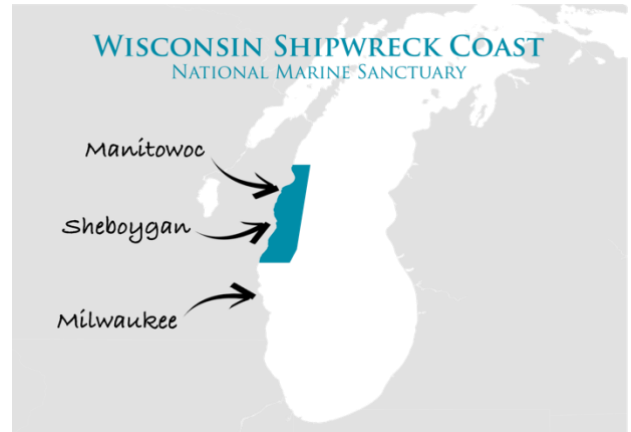 Wisconsin Shipwreck Coast
National Marine Sanctuary
Manitowoc
Sheboygan
Milwaukee